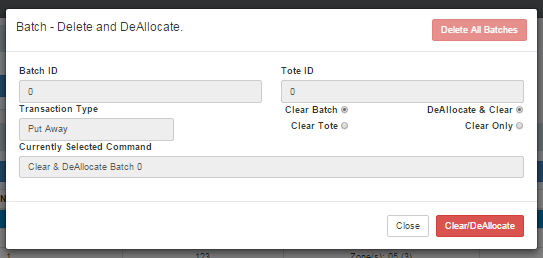 Batch - Delete and DeAllocate.
Delete All Batches
Batch ID
Tote ID
0
0
Transaction Type
Clear Batch
DeAllocate & Clear
Put Away
Clear Tote
Clear Only
Currently Selected Command
Clear & DeAllocate Batch 0
Close
Clear/DeAllocate
1
123
Zone(s): 05 (3)